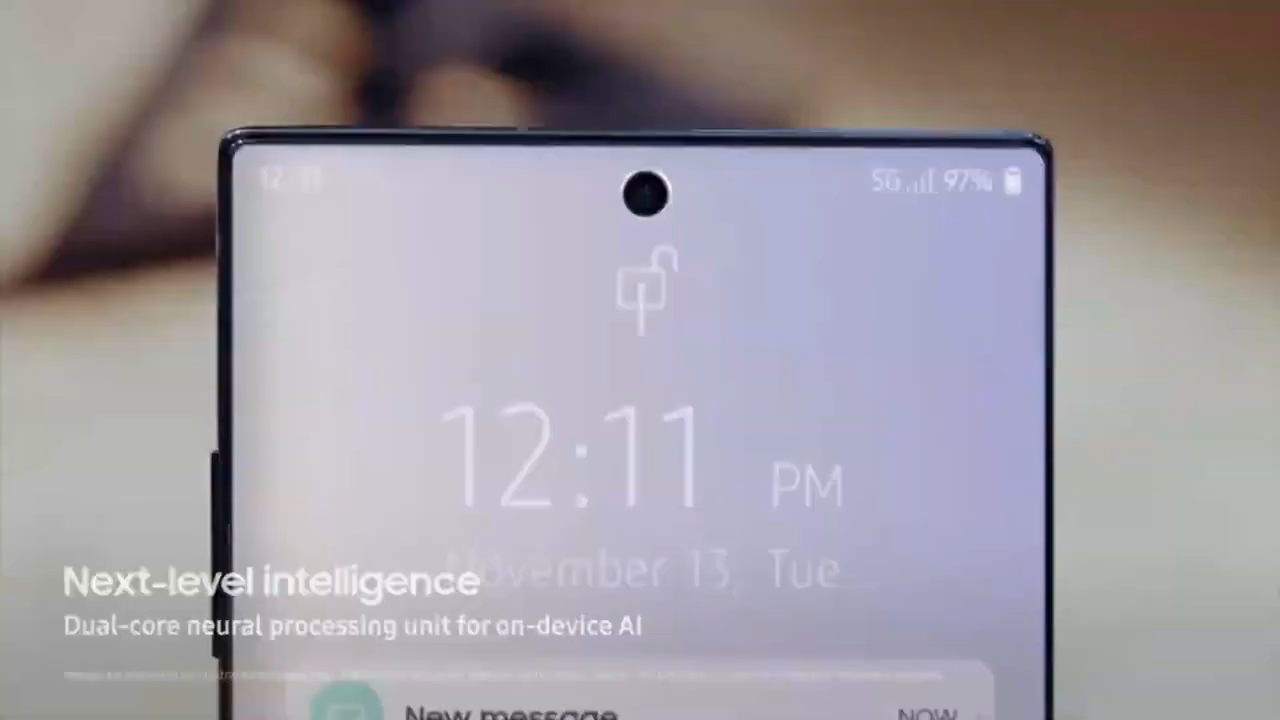 5G 97%
12:11 PM
November 13, Tue
Next-level intelligence
Dual-core neural processing unit for on-device AI
New message NOW